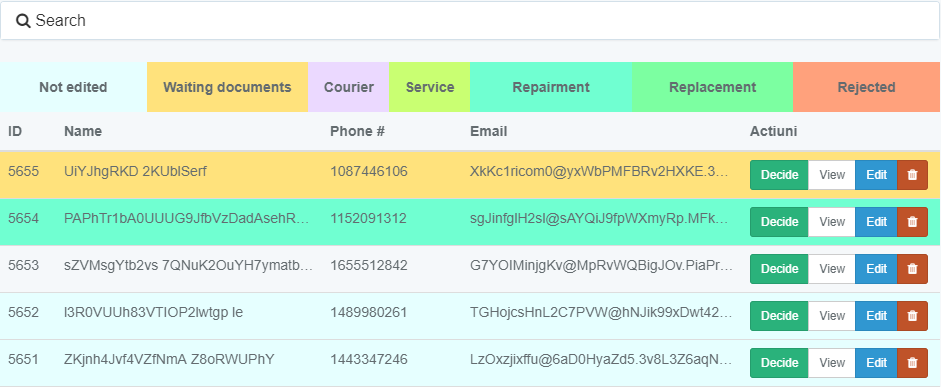 Search
Not edited Waiting documents Courier Service Repairment Replacement Rejected
ID Name Phone # Email Actiuni
5655 UiYJhgRKD 2KUblSerf 1087446106 XkKc1ricom0@yxWbPMFBRv2HXKE.3... Decide View Edit
5654 PAPhTr1bA0UUUG9JfbVzDadAsehR... 1152091312 sgJinfgIH2sI@sAYQiJ9fpWXmyRp.MFk... Decide View Edit
5653 sZVMsgYtb2vs 7QNuK2OuYH7ymatb... 1655512842 G7YOIMinjgKv@MpRvWQBigJOv.PiaPr... Decide View Edit
5652 I3R0VUUh83VTIOP2lwtgp Ie 1489980261 TGHojcsHnL2C7PVW@hNJik99xDwt42... Decide View Edit
5651 ZKjnh4Jvf4VZfNmA Z8oRWUPhY 1443347246 LzOxzjixffu@6aD0HyaZd5.3v8L3Z6aqN... Decide View Edit